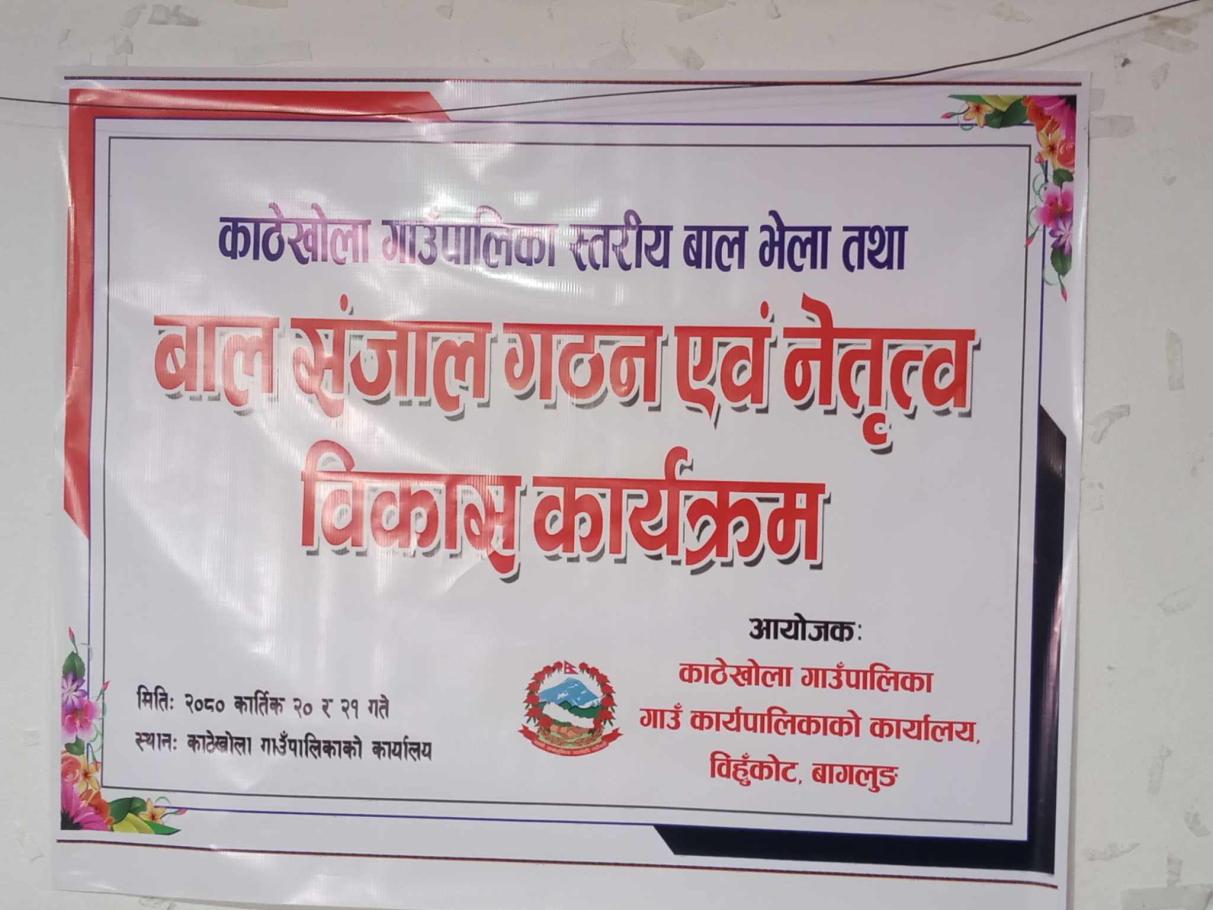 काठेखोला गाउँपालिका स्तरीय बाल भेला तथा
बाल संजाल गठन एवं नेतृत्व
विकास कार्यक्रम
मितिः २०८० कार्तिक २० र २१ गते
स्थानः काठेखोला गाउँपालिकाको कार्यालय
आयोजकः
काठेखोला गाउँपालिका
गाउँ कार्यपालिकाको कार्यालय,
विहुँकोट, बागलुङ